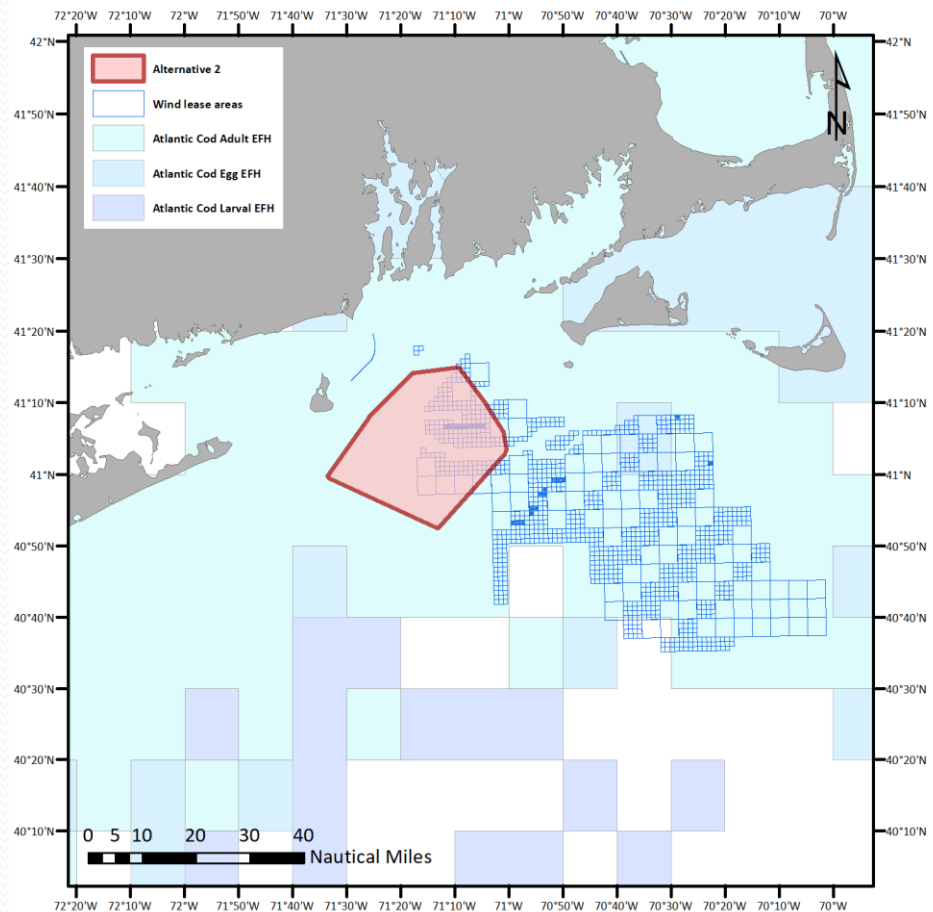 72°20'W 72°10'W 72°W 71°50'W 71°40'W 71°30'W 71°20'W 71°10'W 71°W 70°50'W 70°40'W 70°30'W 70°20'W 70°10'W 70°W
42°N 42°N
Alternative 2
Wind lease areas
41°50'N 41°50'N
Atlantic Cod Adult EFH
N
Atlantic Cod Egg EFH
41°40'N 41°40'N
Atlantic Cod Larval EFH
41°30'N 41°30'N
41°20'N 41°20'N
41°10'N 41°10'N
41°N 41°N
40°50'N 40°50'N
40°40'N 40°40'N
40°30'N 40°30'N
40°20'N 40°20'N
40°10'N 40°10'N
0 5 10 20 30 40
Nautical Miles
72°20'W 72°10'W 72°W 71°50'W 71°40'W 71°30'W 71°20'W 71°10'W 71°W 70°50'W 70°40'W 70°30'W 70°20'W 70°10'W 70°W